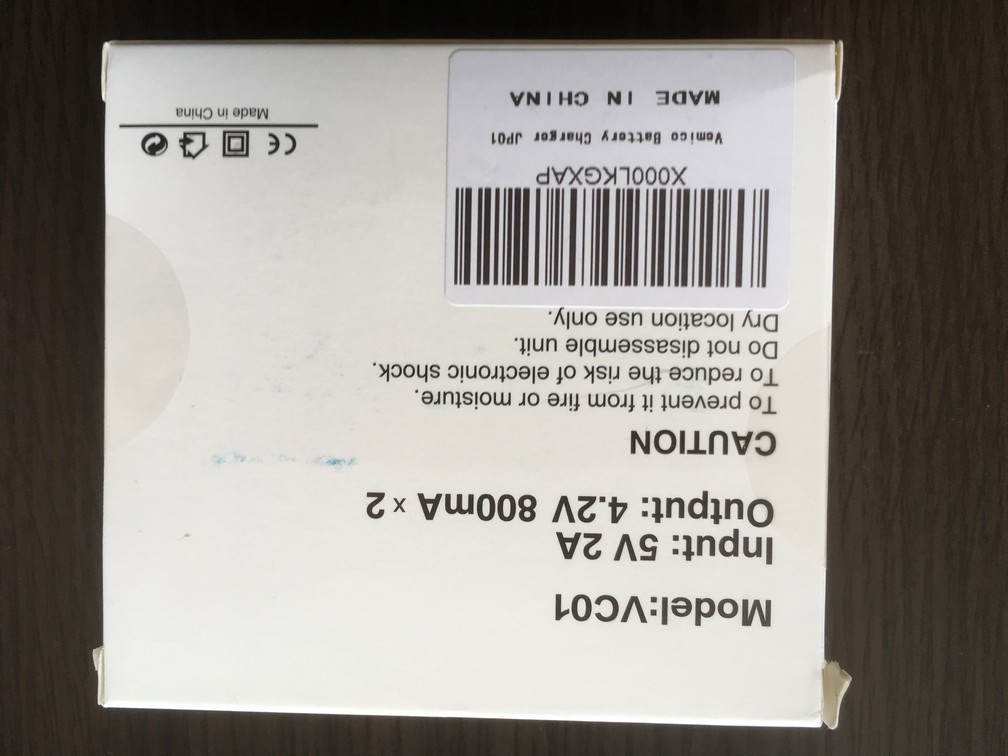 Model:VC01
Input: 5V 2A
Output: 4.2V 800mA × 2
CAUTION
To prevent it from fire or moisture.
To reduce the risk of electronic shock.
Do not disassemble unit.
Dry location use only.
X000LKGXAP
Vemico Battery Charger JP01
MADE IN CHINA
CE
Made in China